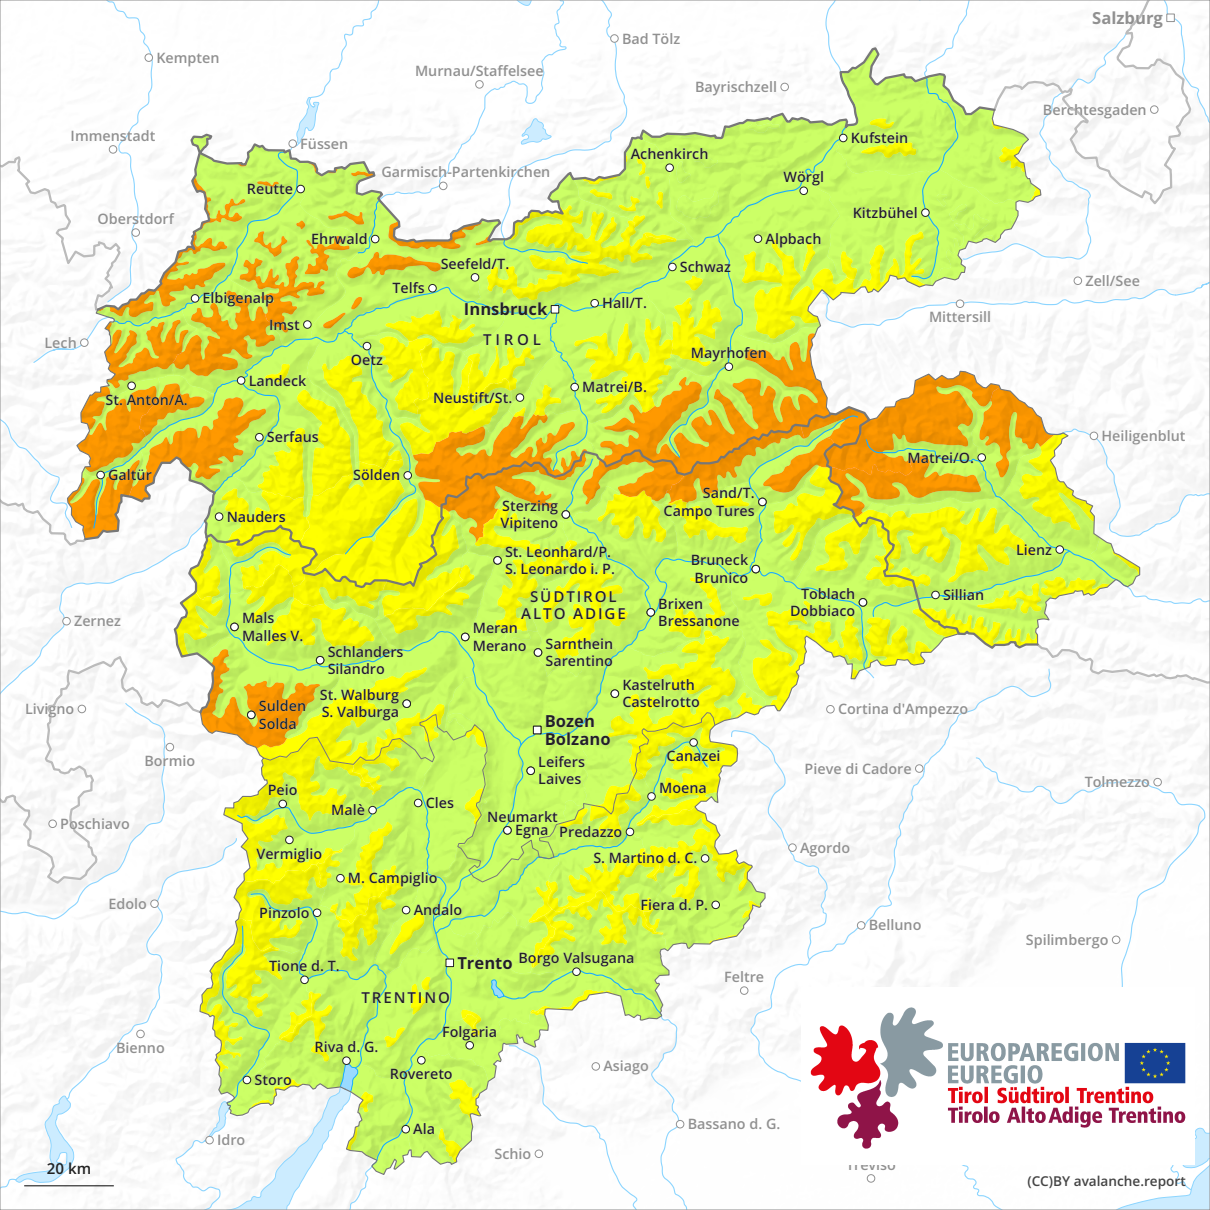 Salzburg
Bad Tölz
Kempten
Murnau/Staffelsee
Bayrischzell
Berchtesgaden
Immenstadt
Füssen
Kufstein
Achenkirch
Garmisch-Partenkirchen
Wörgl
Reutte
Oberstdorf
Kitzbühel
Ehrwald
Alpbach
Seefeld/T.
Schwaz
Zell/See
Telfs
Elbigenalp
Hall/T.
Innsbruck
Mittersill
Imst
TIROL
Lech
Oetz
Mayrhofen
Landeck
Matrei/B.
St. Anton/A.
Neustift/St.
Serfaus
Heiligenblut
Matrei/O.
Galtür
Sölden
Sand/T.
Campo Tures
Sterzing
Vipiteno
Nauders
Lienz
St. Leonhard/P.
S. Leonardo i. P.
Bruneck
Brunico
SÜDTIROL
ALTO ADIGE
Toblach
Dobbiaco
Sillian
Brixen
Bressanone
Zernez
Mals
Malles V.
Meran
Merano
Sarnthein
Sarentino
Schlanders
Silandro
Kastelruth
Castelrotto
St. Walburg
S. Valburga
Sulden
Solda
Livigno
Cortina d'Ampezzo
Bozen
Bolzano
Canazei
Bormio
Leifers
Laives
Pieve di Cadore
Tolmezzo
Peio
Moena
Malè
Cles
Neumarkt
Egna
Predazzo
Poschiavo
Vermiglio
Agordo
S. Martino d. C.
M. Campiglio
Edolo
Pinzolo
Andalo
Fiera d. P.
Belluno
Spilimbergo
Trento
Borgo Valsugana
Tione d. T.
Feltre
TRENTINO
Folgaria
Bienno
Riva d. G.
Rovereto
Asiago
Storo
EUROPAREGION
EUREGIO
Tirol Südtirol Trentino
Tirolo Alto Adige Trentino
Ala
Bassano d. G.
Idro
Schio
Treviso
20 km
(CC)BY avalanche.report